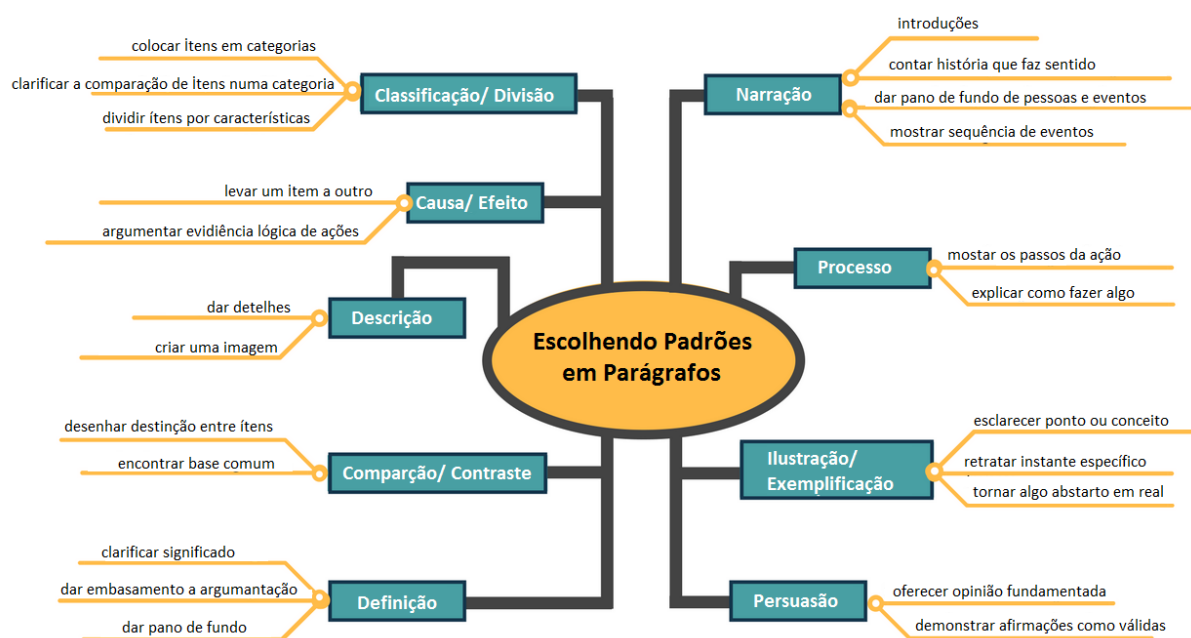 colocar ítens em categorias
clarificar a comparação de ítens numa categoria
dividir ítens por características
Classificação/ Divisão
levar um item a outro
argumentar evidiência lógica de ações
Causa/ Efeito
dar detelhes
criar uma imagem
Descrição
desenhar destinção entre ítens
encontrar base comum
Comparção/ Contraste
clarificar significado
dar embasamento a argumantação
dar pano de fundo
Definição
Escolhendo Padrões
em Parágrafos
Narração
introduções
contar história que faz sentido
dar pano de fundo de pessoas e eventos
mostrar sequência de eventos
Processo
mostar os passos da ação
explicar como fazer algo
Ilustração/
Exemplificação
esclarecer ponto ou conceito
retratar instante específico
tornar algo abstarto em real
Persuasão
oferecer opinião fundamentada
demonstrar afirmações como válidas